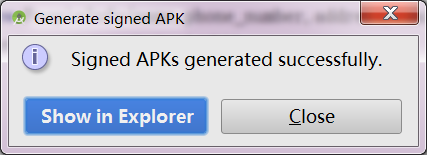 Generate signed APK
Signed APKs generated successfully.
Show in Explorer
Close